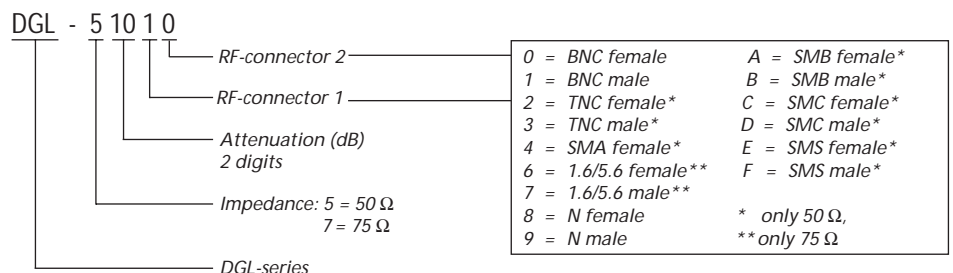 DGL - 5 10 1 0
RF-connector 2
RF-connector 1
Attenuation (dB)
2 digits
Impedance: 5 = 50 Ω
7 = 75 Ω
DGL-series
0 = BNC female A = SMB female*
1 = BNC male B = SMB male*
2 = TNC female* C = SMC female*
3 = TNC male* D = SMC male*
4 = SMA female* E = SMS female*
6 = 1.6/5.6 female** F = SMS male*
7 = 1.6/5.6 male**
8 = N female * only 50 Ω,
9 = N male ** only 75 Ω